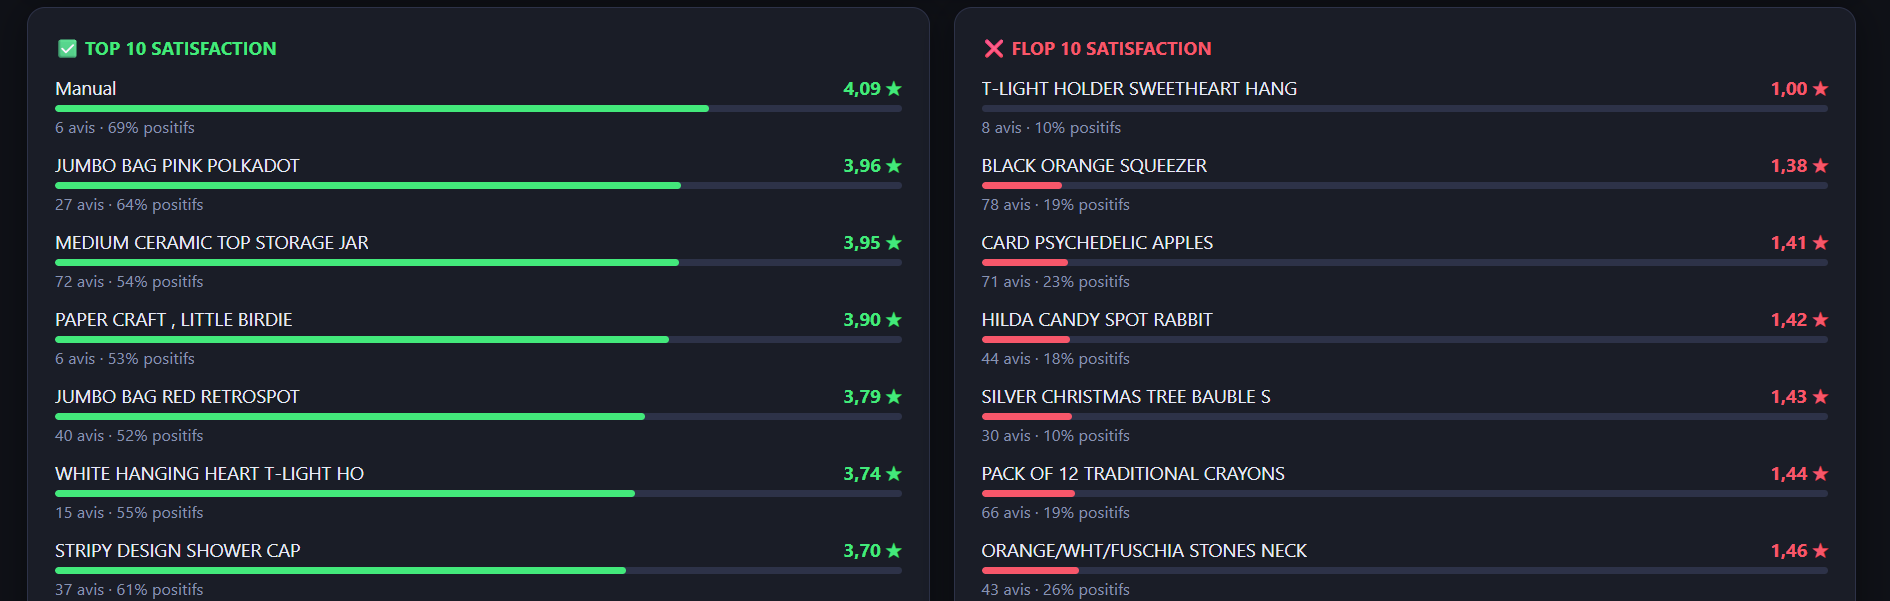 ✅ TOP 10 SATISFACTION
Manual 4,09 ★
6 avis · 69% positifs
JUMBO BAG PINK POLKADOT 3,96 ★
27 avis · 64% positifs
MEDIUM CERAMIC TOP STORAGE JAR 3,95 ★
72 avis · 54% positifs
PAPER CRAFT , LITTLE BIRDIE 3,90 ★
6 avis · 53% positifs
JUMBO BAG RED RETROSPOT 3,79 ★
40 avis · 52% positifs
WHITE HANGING HEART T-LIGHT HO 3,74 ★
15 avis · 55% positifs
STRIPY DESIGN SHOWER CAP 3,70 ★
37 avis · 61% positifs
❌ FLOP 10 SATISFACTION
T-LIGHT HOLDER SWEETHEART HANG 1,00 ★
8 avis · 10% positifs
BLACK ORANGE SQUEEZER 1,38 ★
78 avis · 19% positifs
CARD PSYCHEDELIC APPLES 1,41 ★
71 avis · 23% positifs
HILDA CANDY SPOT RABBIT 1,42 ★
44 avis · 18% positifs
SILVER CHRISTMAS TREE BAUBLE S 1,43 ★
30 avis · 10% positifs
PACK OF 12 TRADITIONAL CRAYONS 1,44 ★
66 avis · 19% positifs
ORANGE/WHT/FUSCHIA STONES NECK 1,46 ★
43 avis · 26% positifs